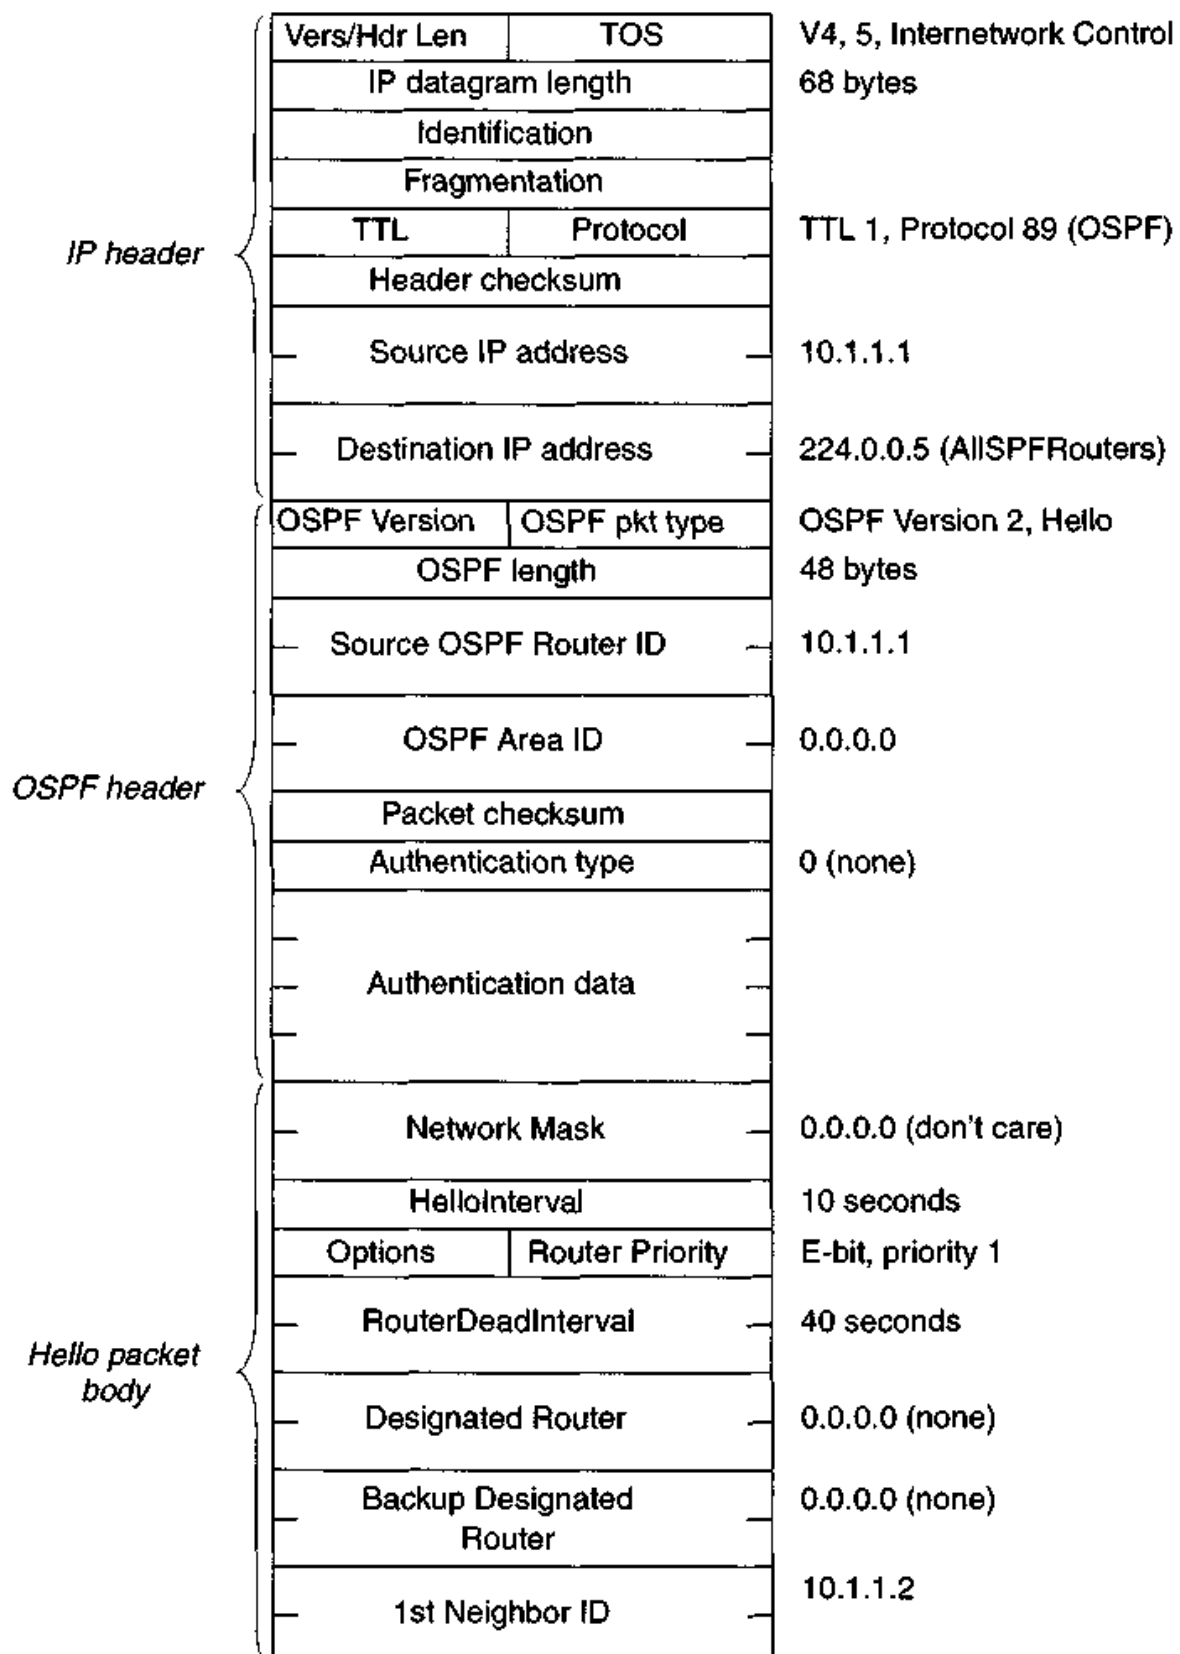 Vers/Hdr Len TOS V4, 5, Internetwork Control
IP datagram length 68 bytes
Identification
Fragmentation
TTL Protocol TTL 1, Protocol 89 (OSPF)
IP header
Header checksum
Source IP address 10.1.1.1
Destination IP address 224.0.0.5 (AllSPFRouters)
OSPF Version OSPF pkt type OSPF Version 2, Hello
OSPF length 48 bytes
Source OSPF Router ID 10.1.1.1
OSPF Area ID 0.0.0.0
OSPF header
Packet checksum
Authentication type 0 (none)
Authentication data
Network Mask 0.0.0.0 (don't care)
HelloInterval 10 seconds
Options Router Priority E-bit, priority 1
RouterDeadInterval 40 seconds
Hello packet
body
Designated Router 0.0.0.0 (none)
Backup Designated 0.0.0.0 (none)
Router
10.1.1.2
1st Neighbor ID